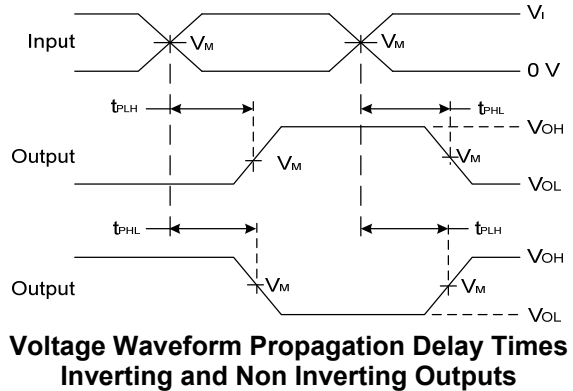 VI
Input VM VM
0 V
tPLH tPHL
VOH
Output VM VM
VOL
tPHL tPLH
VOH
Output VM VM
VOL
Voltage Waveform Propagation Delay Times
Inverting and Non Inverting Outputs